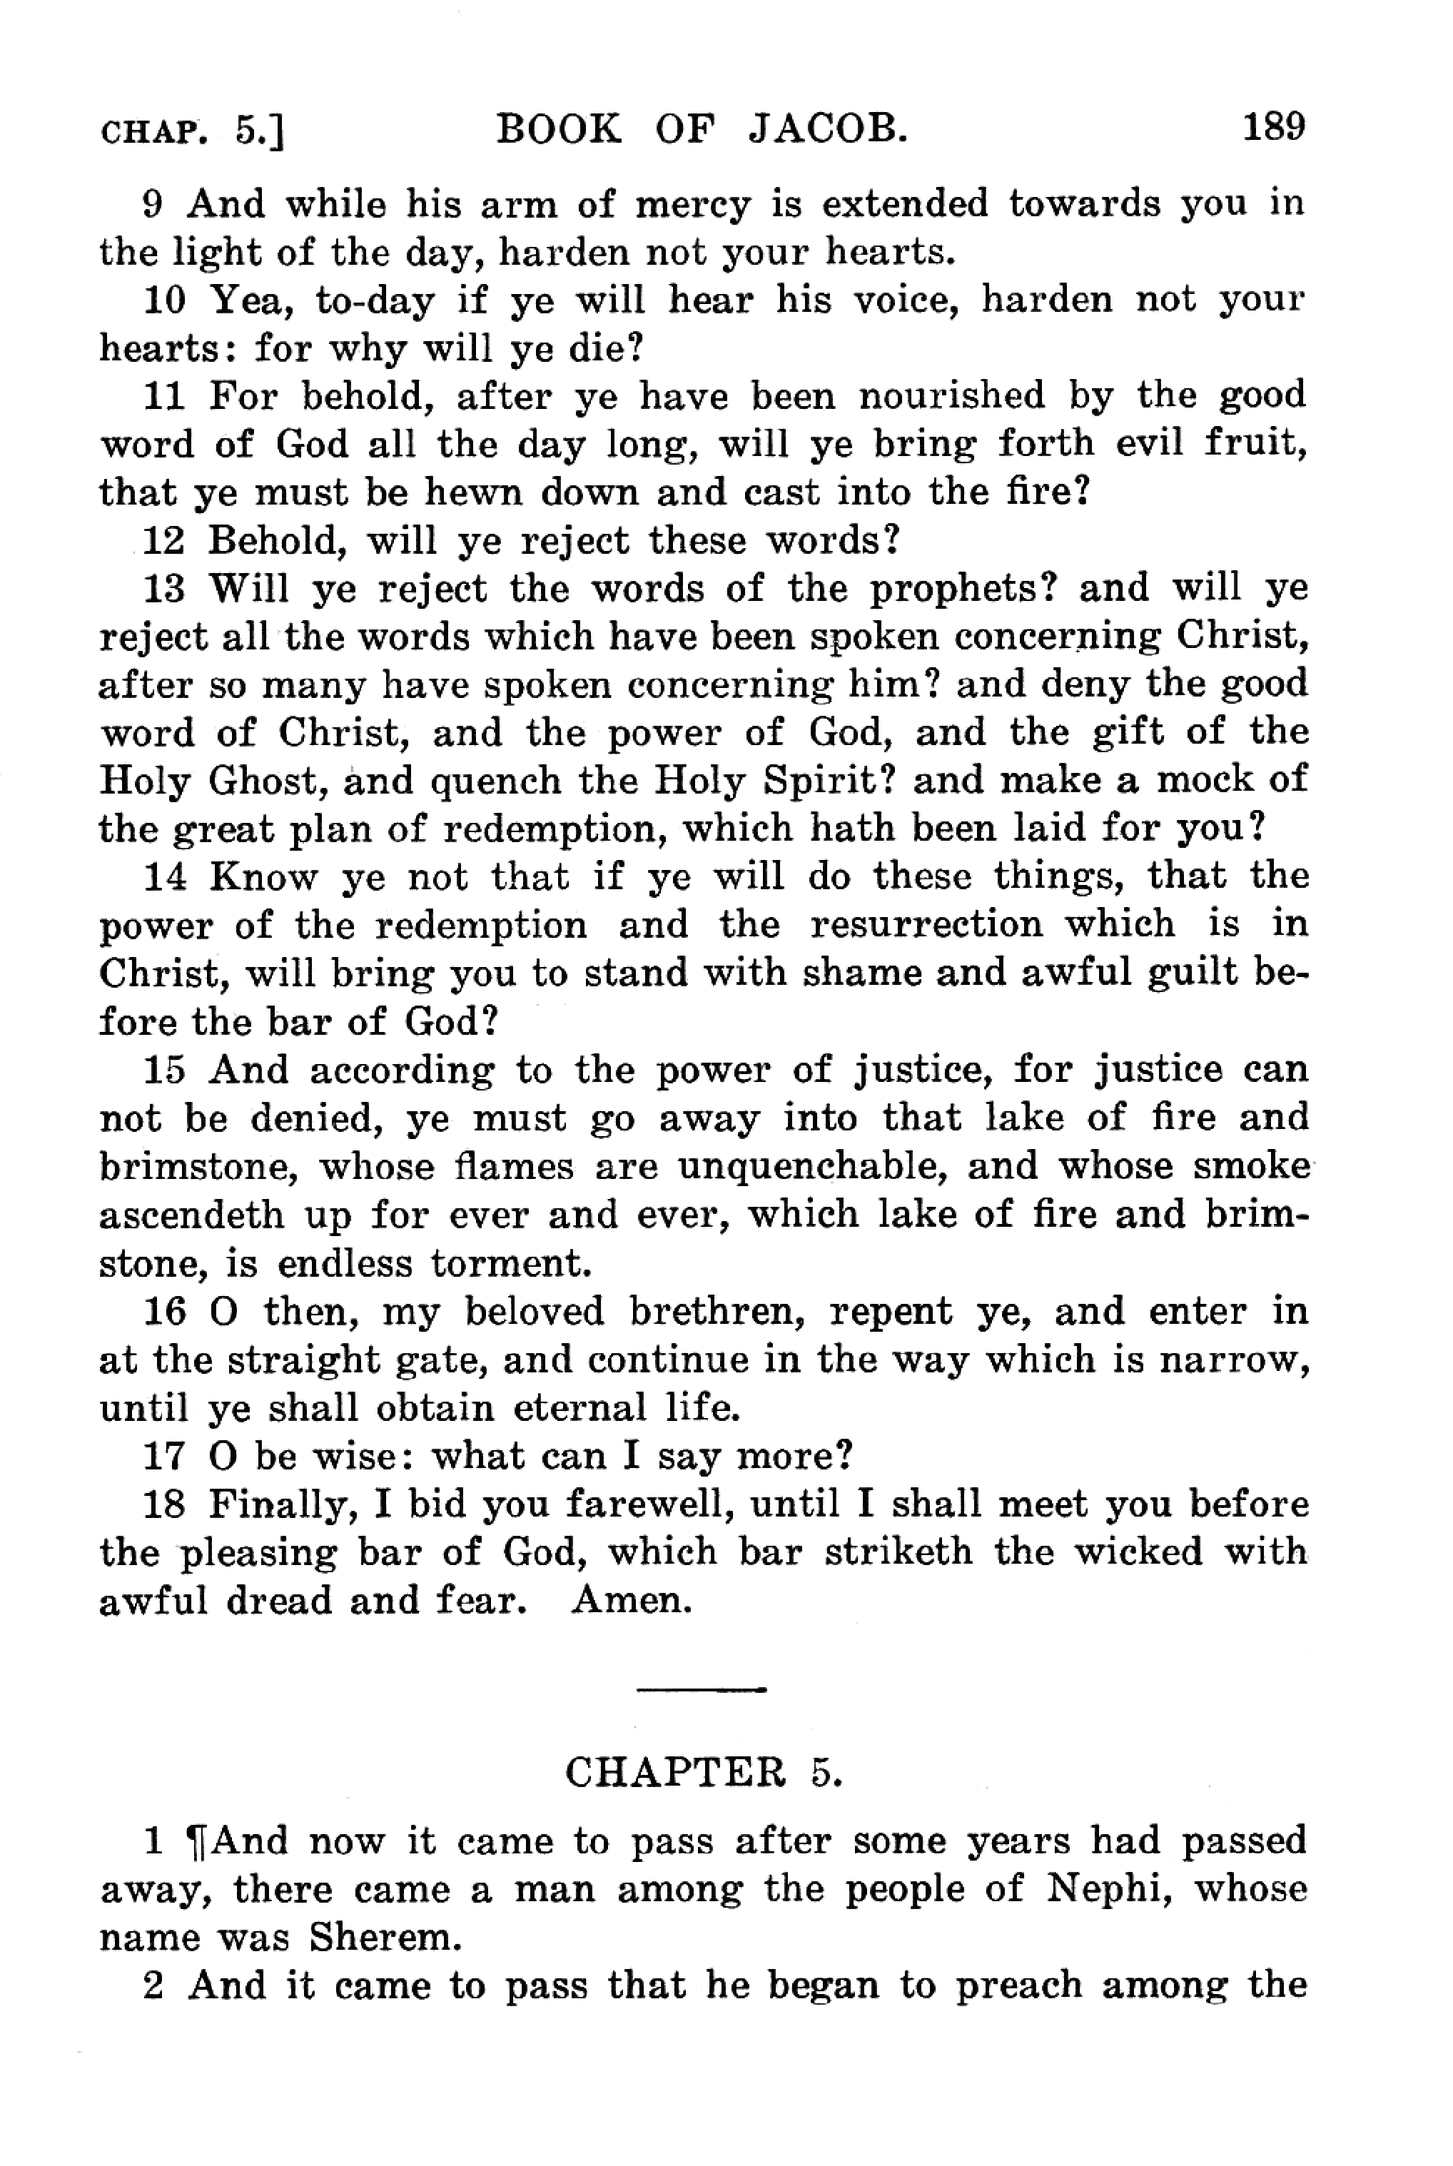 CHAP. 5.] BOOK OF JACOB. 189
9 And while his arm of mercy is extended towards you in
the light of the day, harden not your hearts.
10 Yea, to-day if ye will hear his voice, harden not your
hearts: for why will ye die?
11 For behold, after ye have been nourished by the good
word of God all the day long, will ye bring forth evil fruit,
that ye must be hewn down and cast into the fire?
12 Behold, will ye reject these words?
13 Will ye reject the words of the prophets? and will ye
reject all the words which have been spoken concerning Christ,
after so many have spoken concerning him? and deny the good
word of Christ, and the power of God, and the gift of the
Holy Ghost, and quench the Holy Spirit? and make a mock of
the great plan of redemption, which hath been laid for you?
14 Know ye not that if ye will do these things, that the
power of the redemption and the resurrection which is in
Christ, will bring you to stand with shame and awful guilt be-
fore the bar of God?
15 And according to the power of justice, for justice can
not be denied, ye must go away into that lake of fire and
brimstone, whose flames are unquenchable, and whose smoke
ascendeth up for ever and ever, which lake of fire and brim-
stone, is endless torment.
16 O then, my beloved brethren, repent ye, and enter in
at the straight gate, and continue in the way which is narrow,
until ye shall obtain eternal life.
17 O be wise: what can I say more?
18 Finally, I bid you farewell, until I shall meet you before
the pleasing bar of God, which bar striketh the wicked with
awful dread and fear. Amen.
CHAPTER 5.
1 ¶And now it came to pass after some years had passed
away, there came a man among the people of Nephi, whose
name was Sherem.
2 And it came to pass that he began to preach among the